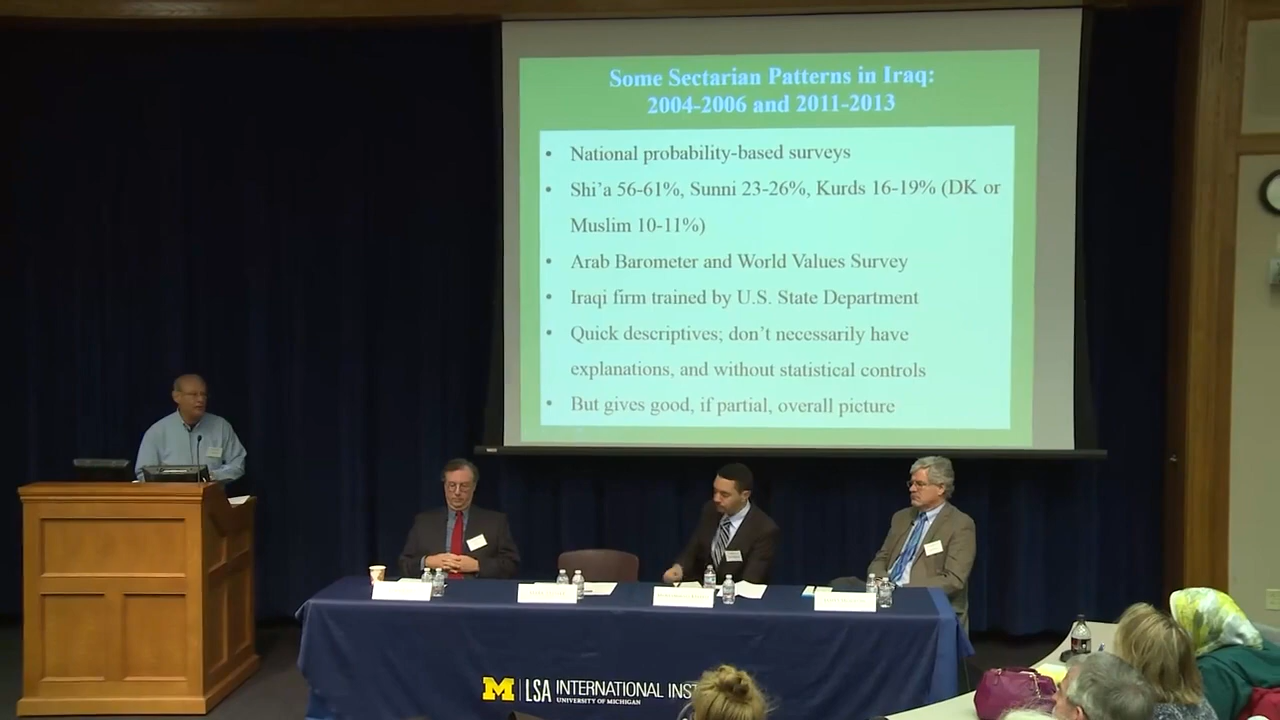 Some Sectarian Patterns in Iraq:
2004-2006 and 2011-2013
• National probability-based surveys
• Shi'a 56-61%, Sunni 23-26%, Kurds 16-19% (DK or
Muslim 10-11%)
• Arab Barometer and World Values Survey
• Iraqi firm trained by U.S. State Department
• Quick descriptives; don't necessarily have
explanations, and without statistical controls
• But gives good, if partial, overall picture
M LSA INTERNATIONAL INST
UNIVERSITY OF MICHIGAN